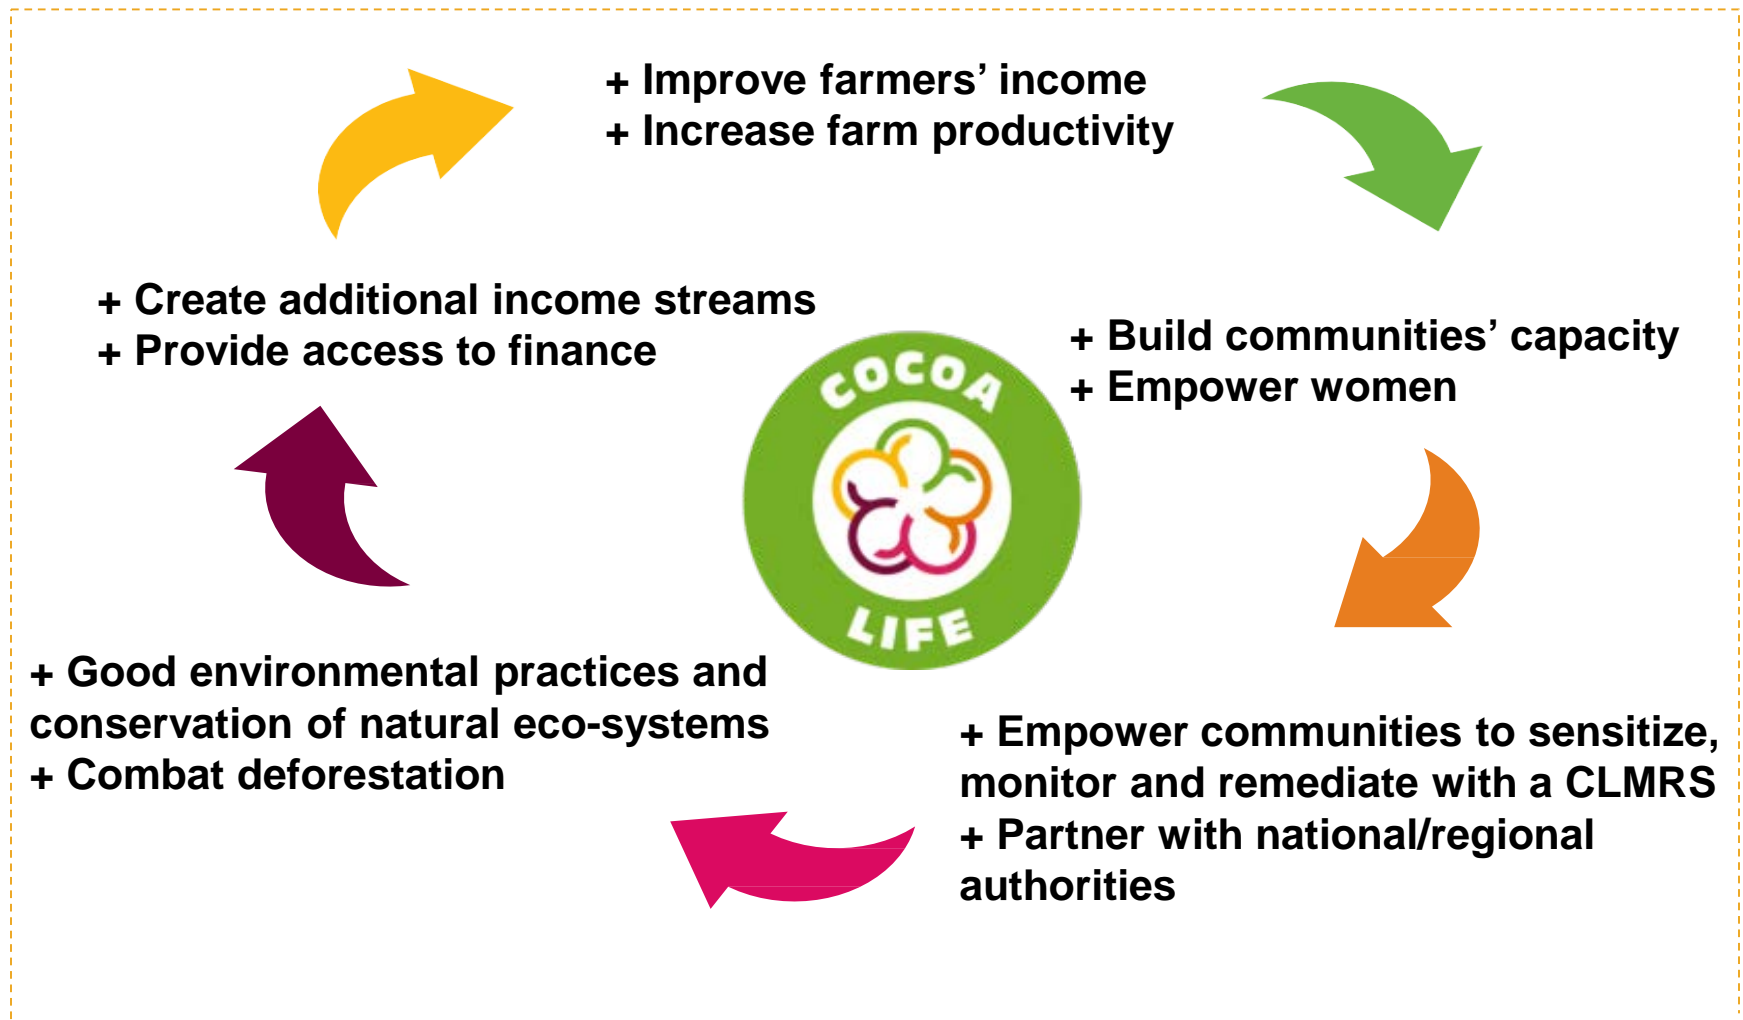 + Improve farmers’ income
+ Increase farm productivity
+ Create additional income streams
+ Provide access to finance
+ Build communities’ capacity
+ Empower women
COCOA
LIFE
+ Good environmental practices and
conservation of natural eco-systems
+ Combat deforestation
+ Empower communities to sensitize,
monitor and remediate with a CLMRS
+ Partner with national/regional
authorities